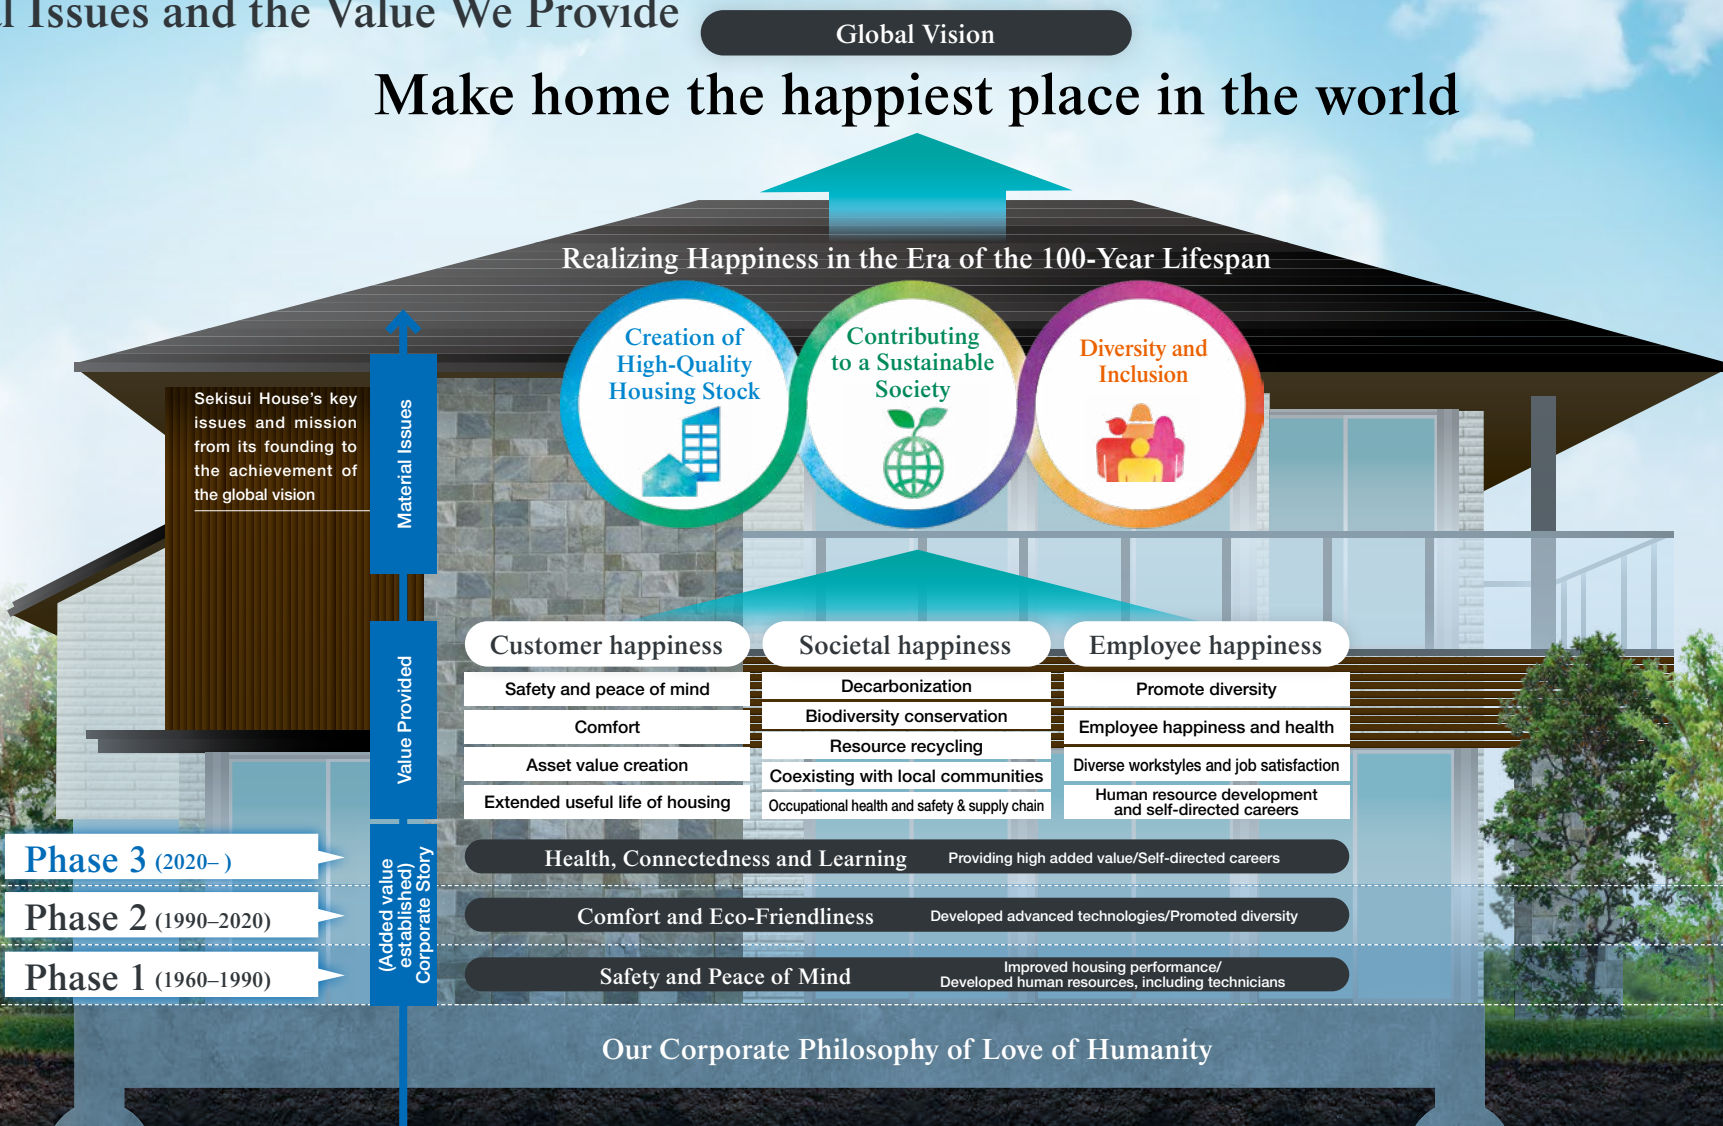 Issues and the Value We Provide
Global Vision
Make home the happiest place in the world
Realizing Happiness in the Era of the 100-Year Lifespan
Creation of
High-Quality
Housing Stock
Contributing
to a Sustainable
Society
Diversity and
Inclusion
Sekisui House's key
issues and mission
from its founding to
the achievement of
the global vision
Material Issues
Value Provided
Customer happiness
Safety and peace of mind
Comfort
Asset value creation
Extended useful life of housing
Societal happiness
Decarbonization
Biodiversity conservation
Resource recycling
Coexisting with local communities
Occupational health and safety & supply chain
Employee happiness
Promote diversity
Employee happiness and health
Diverse workstyles and job satisfaction
Human resource development
and self-directed careers
(Added value
established)
Corporate Story
Phase 3 (2020– )
Health, Connectedness and Learning Providing high added value/Self-directed careers
Phase 2 (1990–2020)
Comfort and Eco-Friendliness Developed advanced technologies/Promoted diversity
Phase 1 (1960–1990)
Safety and Peace of Mind Improved housing performance/
Developed human resources, including technicians
Our Corporate Philosophy of Love of Humanity